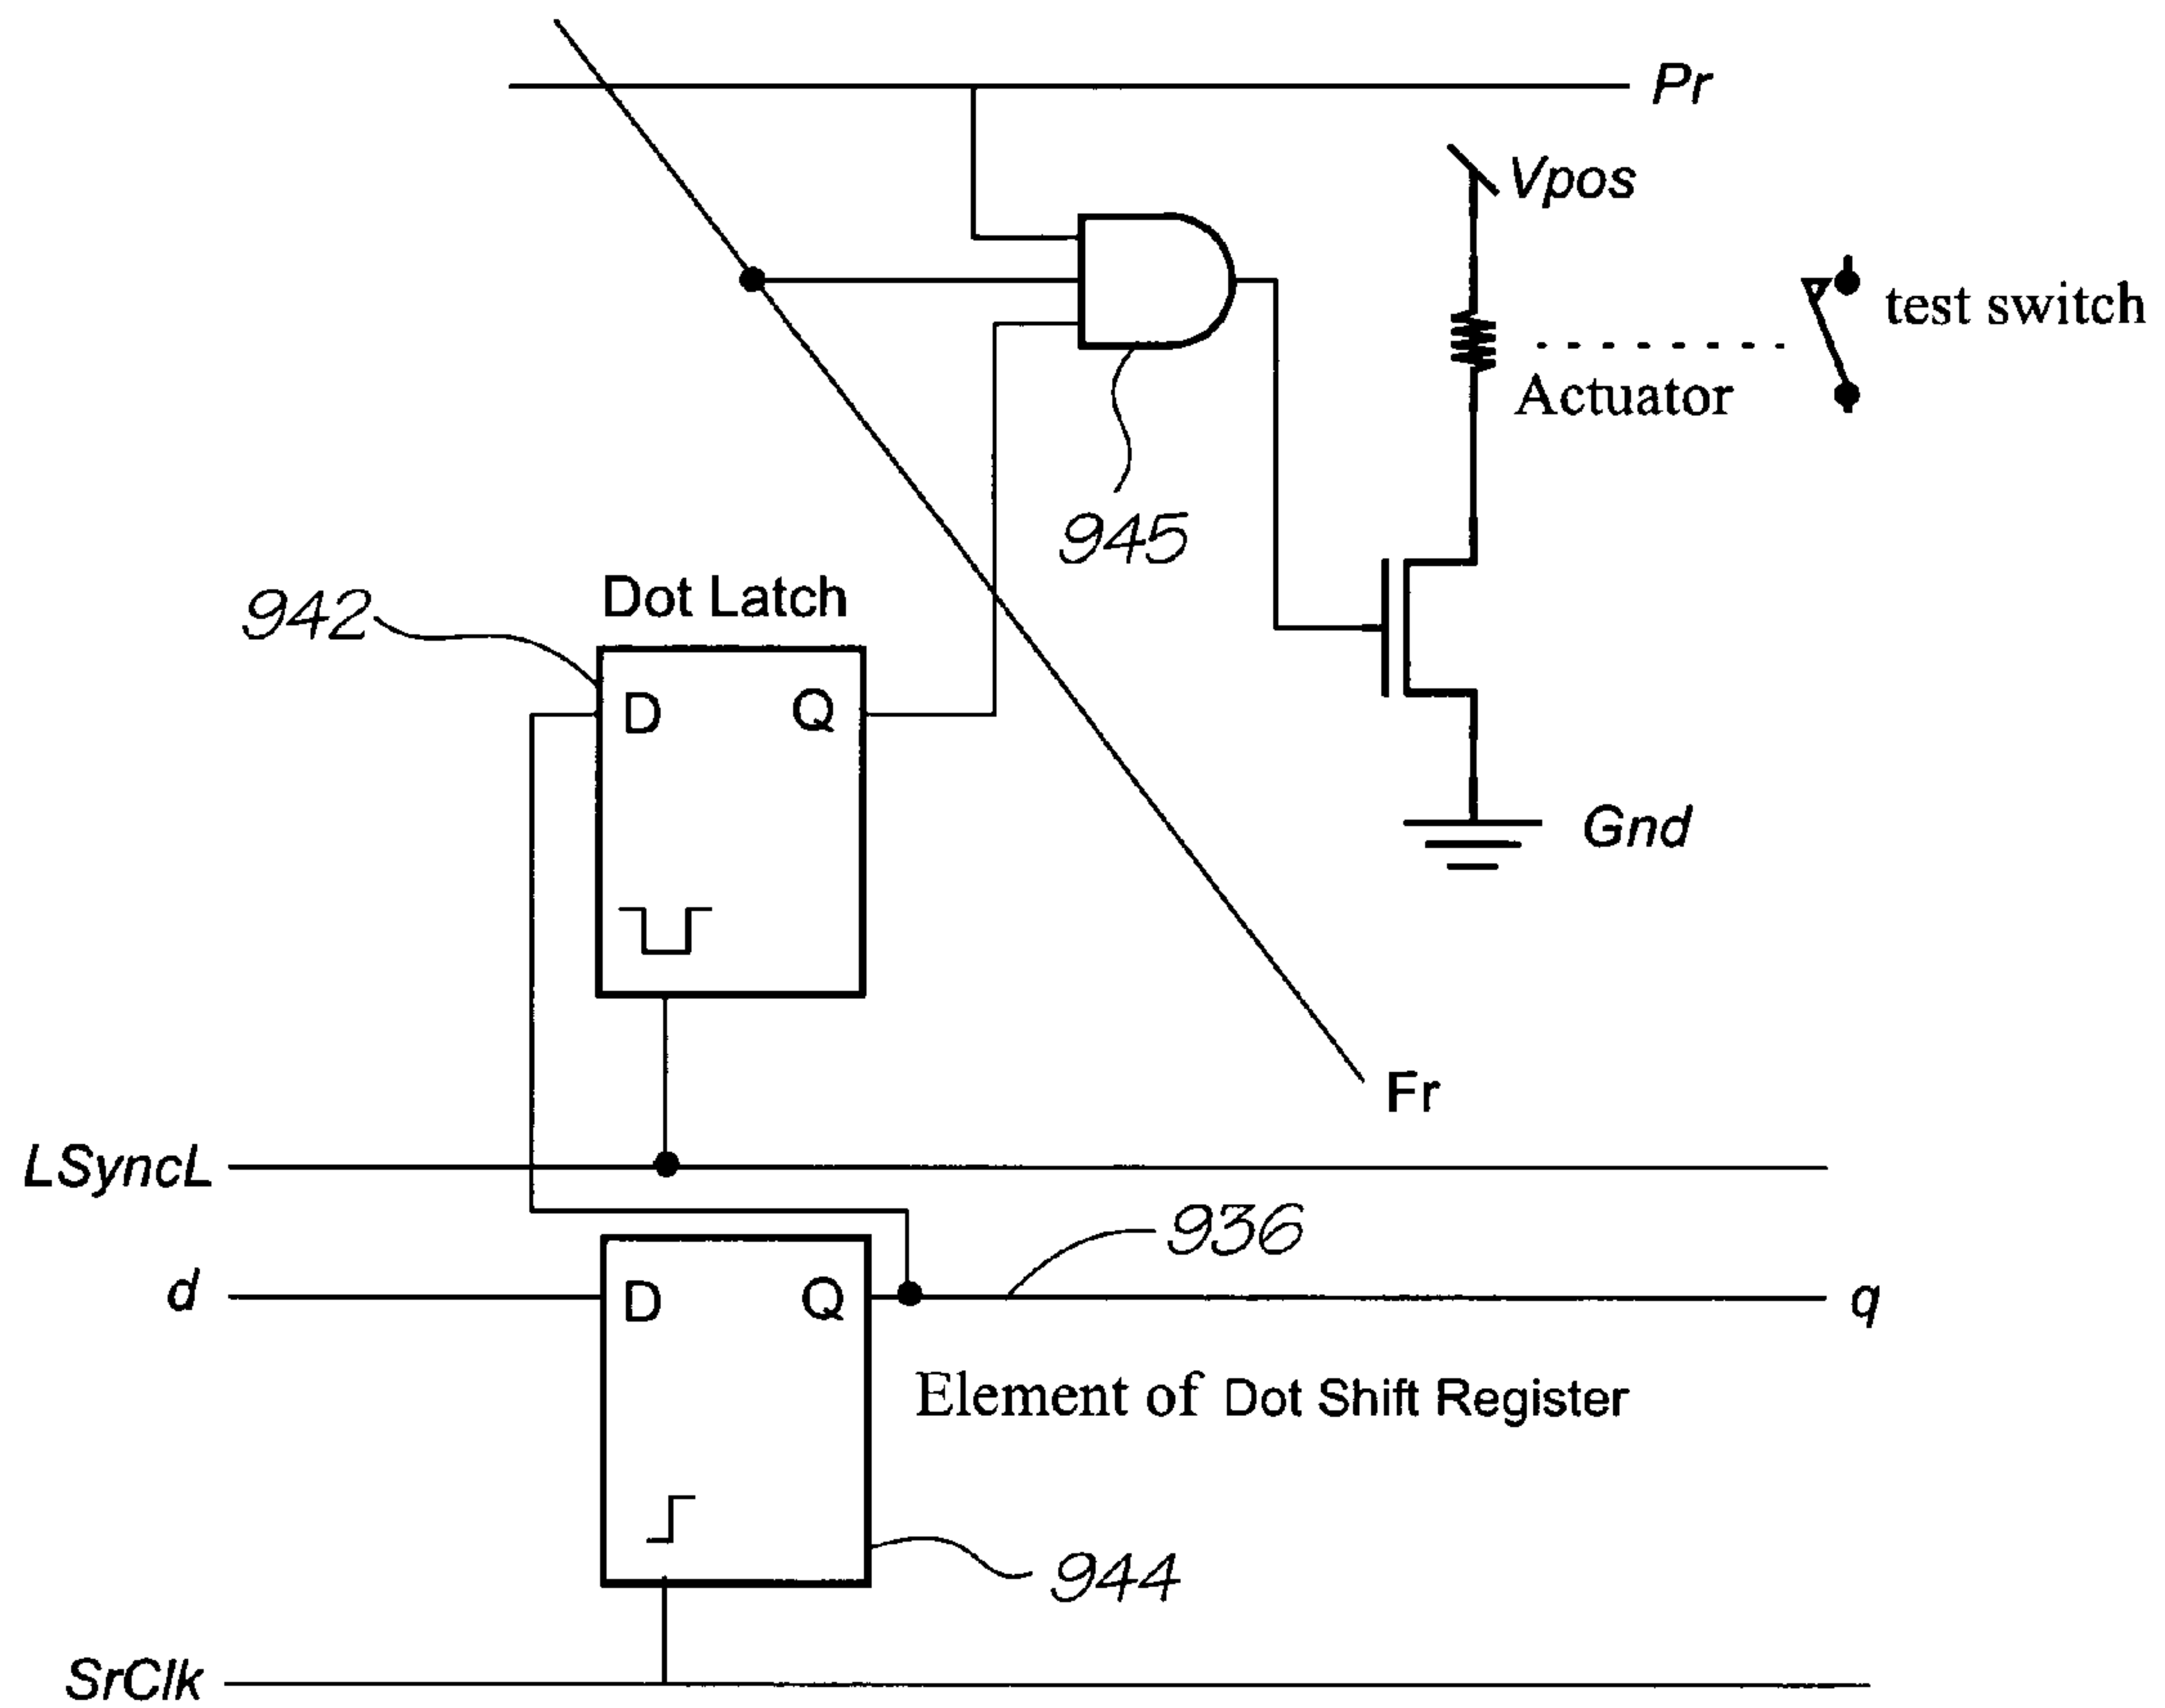 Pr
Vpos
test switch
Actuator
945
Dot Latch
942
D Q
Gnd
Fr
LSyncL
936
d
D Q
q
Element of Dot Shift Register
944
SrClk